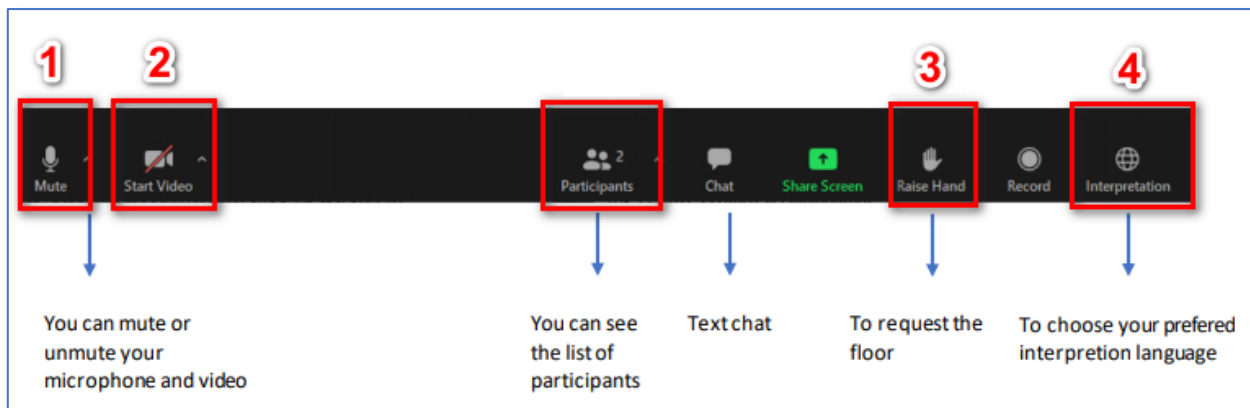 1
2
3
4
Mute
Start Video
2
Participants
Chat
Share Screen
Raise Hand
Record
Interpretation
You can mute or
unmute your
microphone and video
You can see
the list of
participants
Text chat
To request the
floor
To choose your prefered
interpretion language